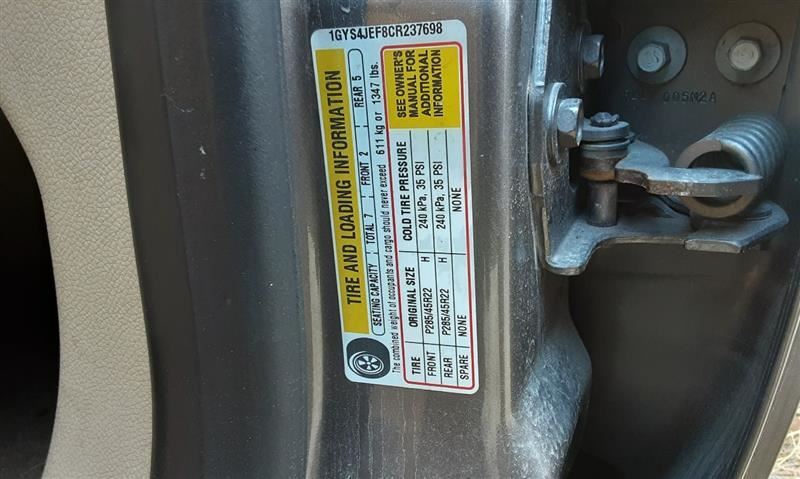 1GYS4JEF8CR237698
TIRE AND LOADING INFORMATION
SEATING CAPACITY TOTAL 7 FRONT 2 REAR 5
The combined weight of occupants and cargo should never exceed 611 kg or 1347 lbs.
TIRE ORIGINAL SIZE COLD TIRE PRESSURE
FRONT P285/45R22 H 240 kPa, 35 PSI
REAR P285/45R22 H 240 kPa, 35 PSI
SPARE NONE NONE
SEE OWNER'S
MANUAL FOR
ADDITIONAL
INFORMATION